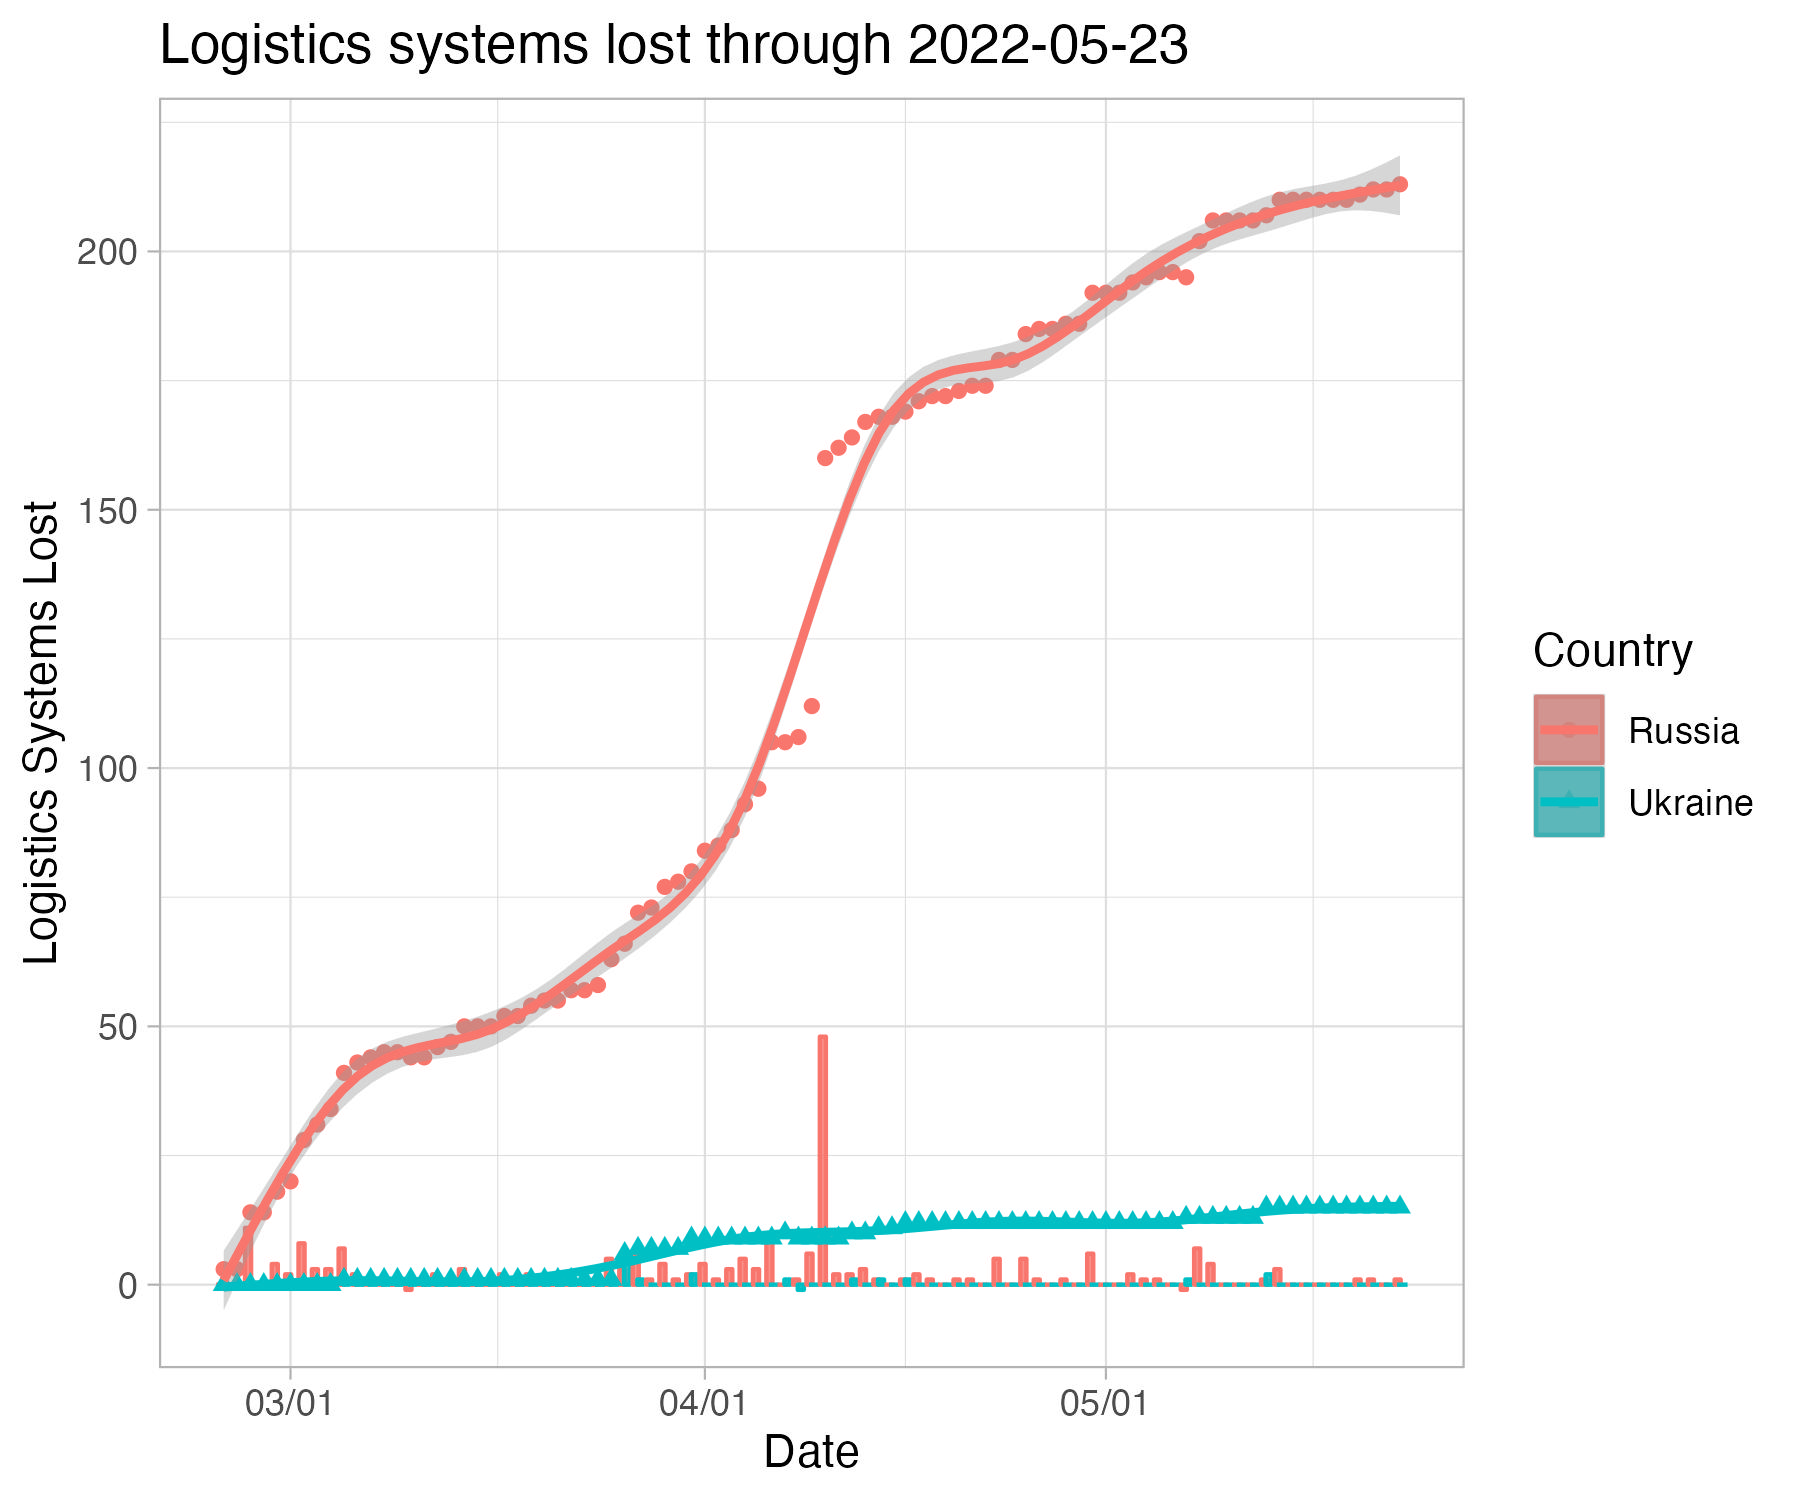 Logistics systems lost through 2022-05-23
Logistics Systems Lost
200
150
100
50
0
03/01
04/01
05/01
Date
Country
Russia
Ukraine